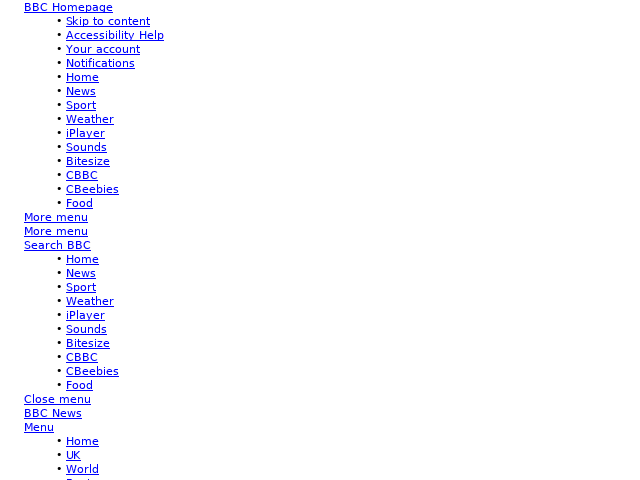 BBC Homepage
• Skip to content
• Accessibility Help
• Your account
• Notifications
• Home
• News
• Sport
• Weather
• iPlayer
• Sounds
• Bitesize
• CBBC
• CBeebies
• Food
More menu
More menu
Search BBC
• Home
• News
• Sport
• Weather
• iPlayer
• Sounds
• Bitesize
• CBBC
• CBeebies
• Food
Close menu
BBC News
Menu
• Home
• UK
• World